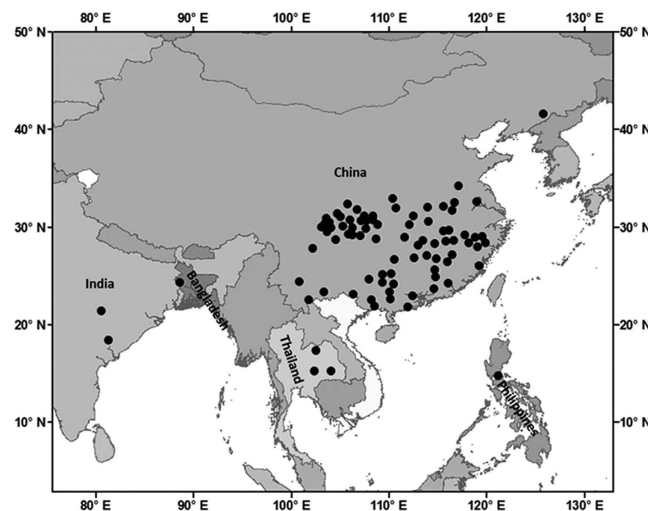 80° E 90° E 100° E 110° E 120° E 130° E
50° N 50° N
40° N 40° N
China
30° N 30° N
India
Bangladesh
20° N 20° N
Thailand
Philippines
10° N 10° N
80° E 90° E 100° E 110° E 120° E 130° E